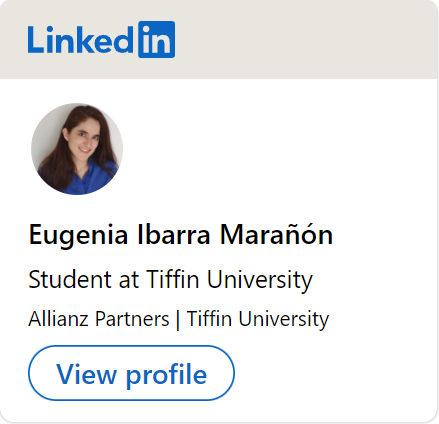 LinkedIn
Eugenia Ibarra Marañón
Student at Tiffin University
Allianz Partners | Tiffin University
View profile